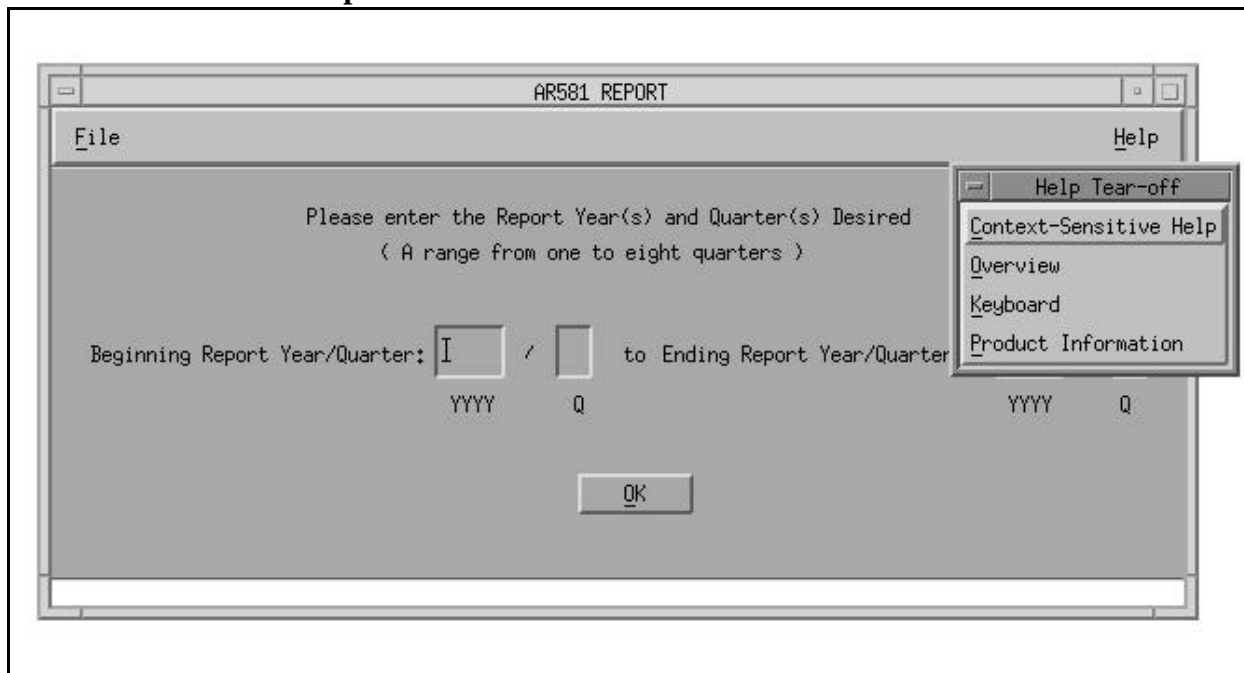 AR581 REPORT
File Help
Help Tear-off
Context-Sensitive Help
Overview
Keyboard
Product Information
Please enter the Report Year(s) and Quarter(s) Desired
( A range from one to eight quarters )
Beginning Report Year/Quarter: / to Ending Report Year/Quarter
YYYY Q YYYY Q
OK